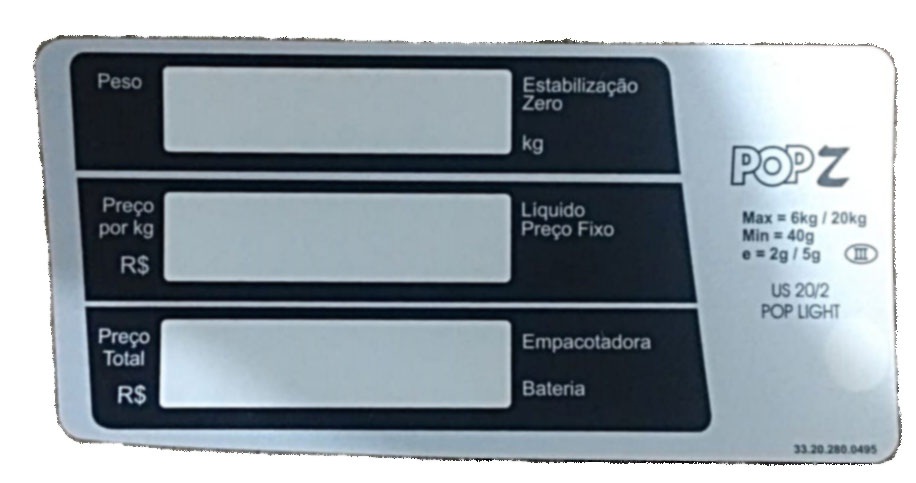 Peso
Estabilização
Zero
kg
Preço
por kg
R$
Líquido
Preço Fixo
Preço
Total
R$
Empacotadora
Bateria
POP Z
Max = 6kg / 20kg
Min = 40g
e = 2g / 5g III
US 20/2
POP LIGHT
33.20.280.0495